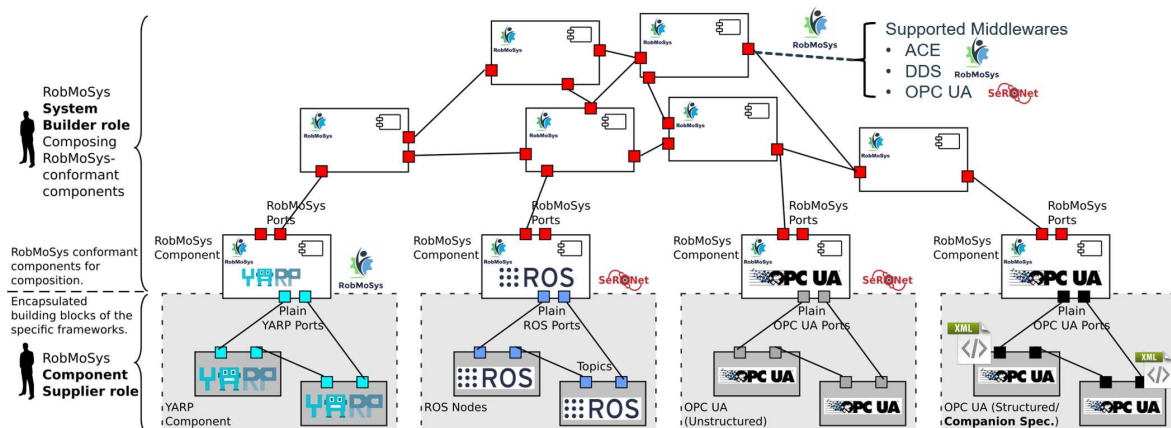 RobMoSys
Supported Middlewares
• ACE
• DDS
RobMoSys
• OPC UA
SeRoNet
RobMoSys
RobMoSys
RobMoSys
System
Builder role
Composing
RobMoSys-
conformant
components
RobMoSys
RobMoSys
RobMoSys
RobMoSys
RobMoSys
Ports
RobMoSys
Ports
RobMoSys
Ports
RobMoSys
Ports
RobMoSys
Component
RobMoSys
YARP
RobMoSys
RobMoSys
Component
RobMoSys
ROS
SeRoNet
RobMoSys
Component
RobMoSys
OPC UA
SeRoNet
RobMoSys
Component
RobMoSys
OPC UA
RobMoSys conformant
components for
composition.
Encapsulated
building blocks of the
specific frameworks.
RobMoSys
Component
Supplier role
Plain
YARP Ports
YARP
YARP
YARP
Component
Plain
ROS Ports
ROS
Topics
ROS
ROS Nodes
Plain
OPC UA Ports
OPC UA
OPC UA
OPC UA
(Unstructured)
Plain
OPC UA Ports
XML
</>
XML
</>
OPC UA
OPC UA
OPC UA (Structured/
Companion Spec.)